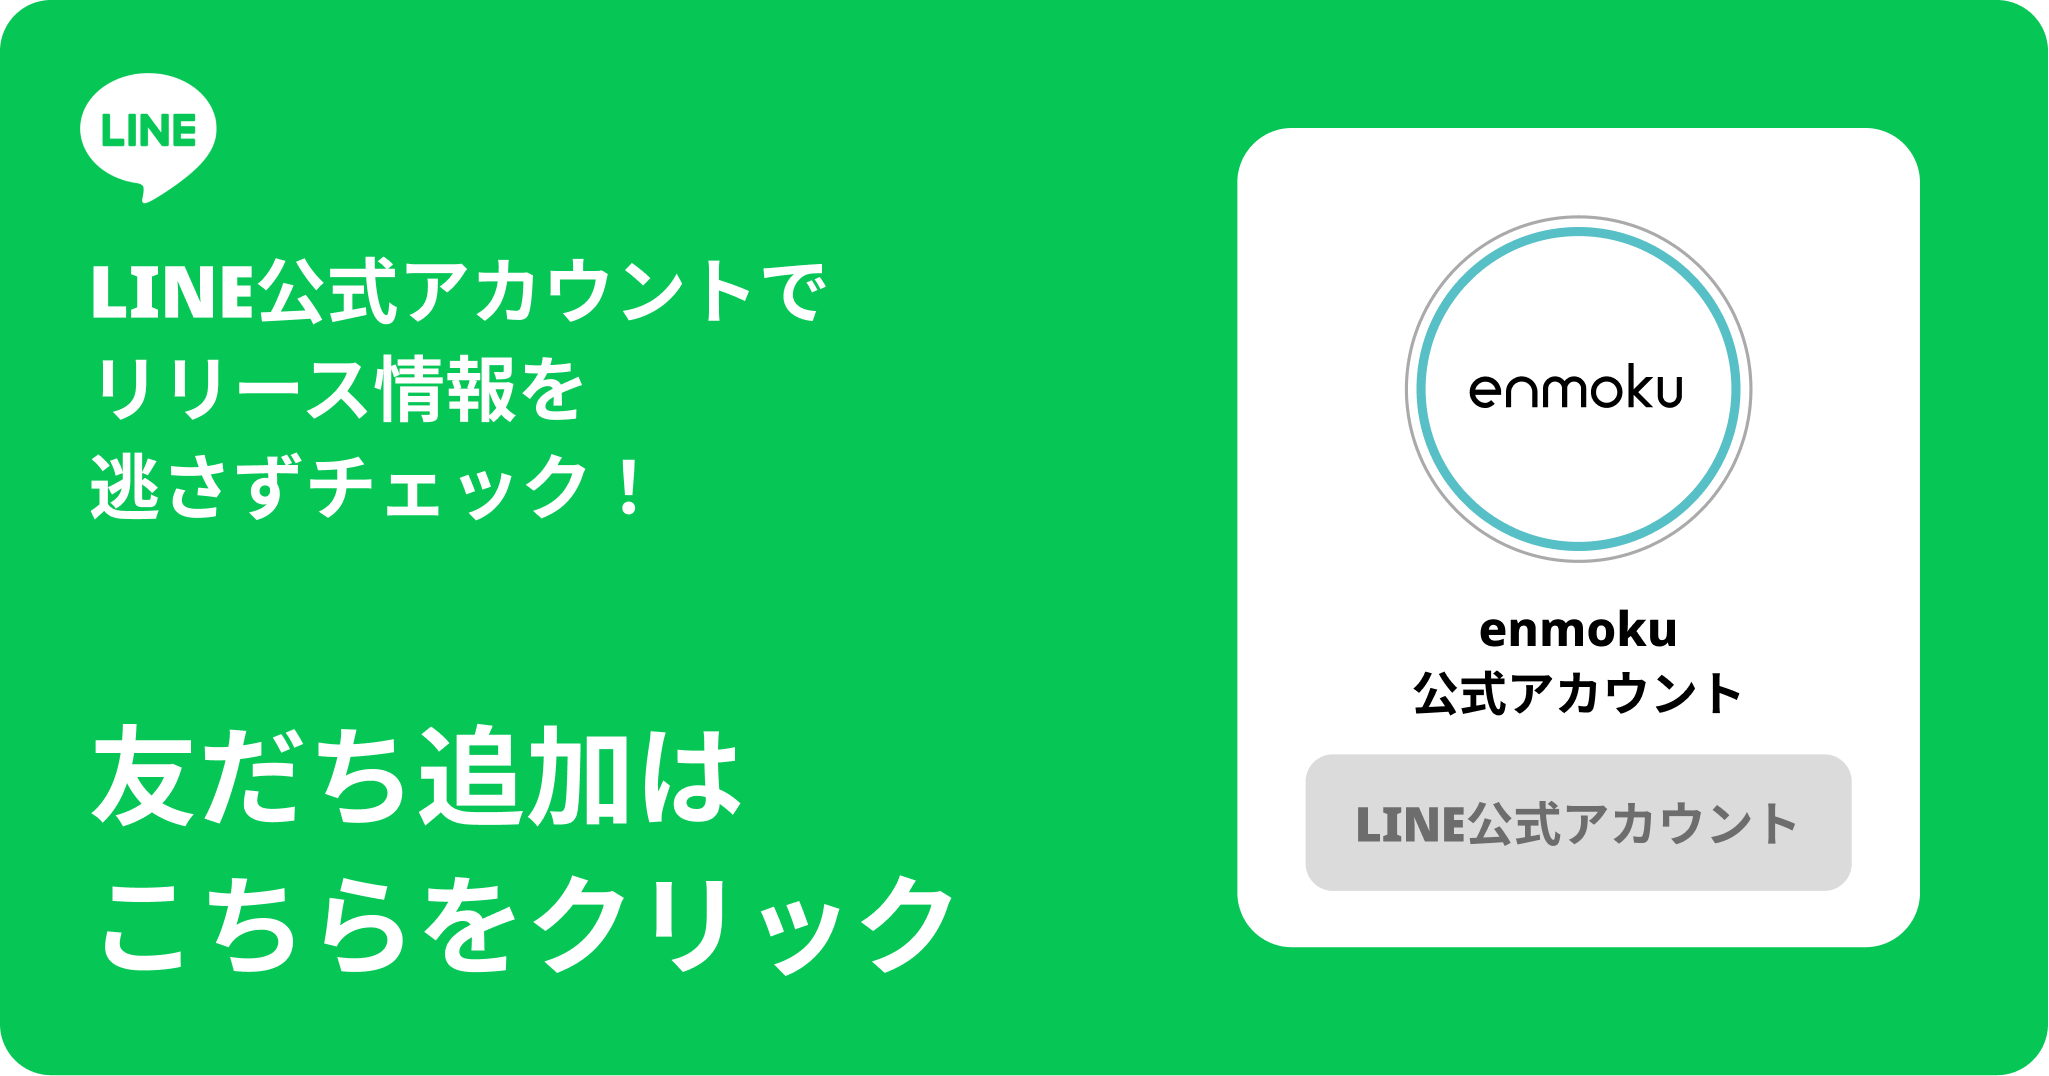 LINE
LINE公式アカウントで
リリース情報を
逃さずチェック！
友だち追加は
こちらをクリック
enmoku
enmoku
公式アカウント
LINE公式アカウント